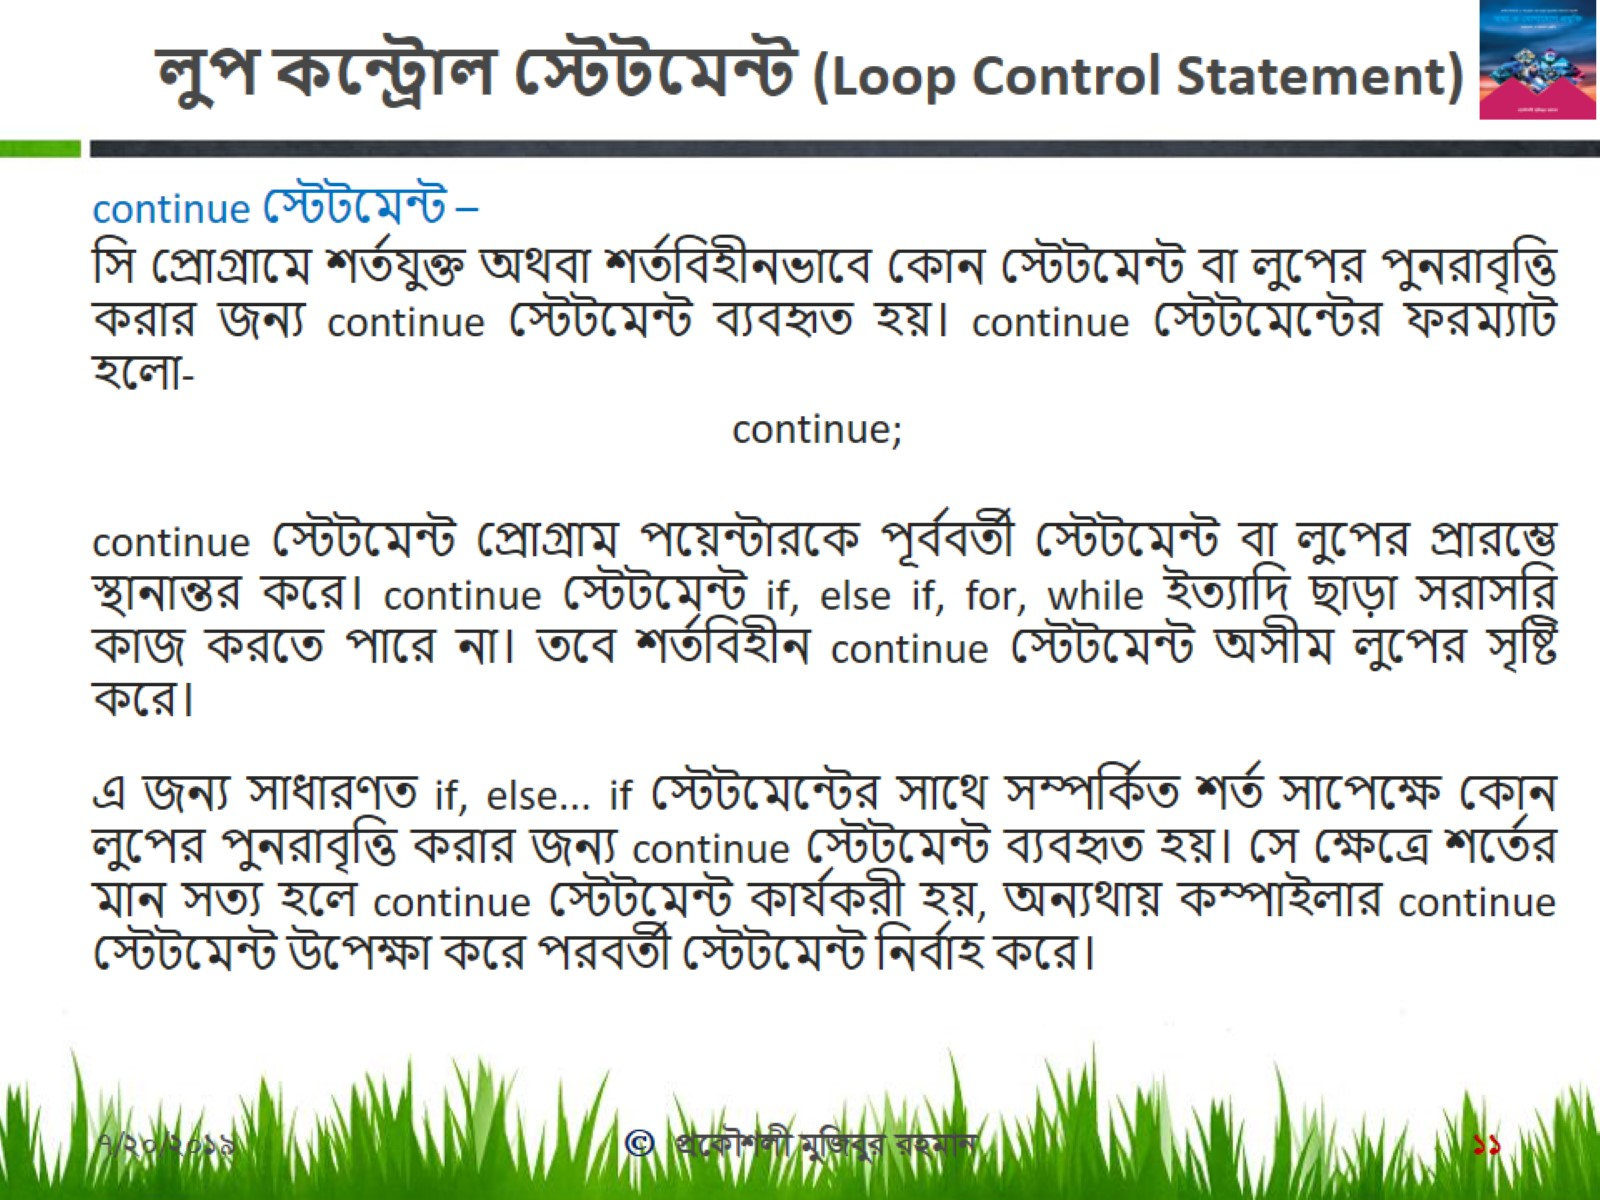 লুপ কন্ট্রোল স্টেটমেন্ট (Loop Control Statement)
continue স্টেটমেন্ট –
সি প্রোগ্রামে শর্তযুক্ত অথবা শর্তবিহীনভাবে কোন স্টেটমেন্ট বা লুপের পুনরাবৃত্তি
করার জন্য continue স্টেটমেন্ট ব্যবহৃত হয়। continue স্টেটমেন্টের ফরম্যাট
হলো-
continue;
continue স্টেটমেন্ট প্রোগ্রাম পয়েন্টারকে পূর্ববর্তী স্টেটমেন্ট বা লুপের প্রারম্ভে
স্থানান্তর করে। continue স্টেটমেন্ট if, else if, for, while ইত্যাদি ছাড়া সরাসরি
কাজ করতে পারে না। তবে শর্তবিহীন continue স্টেটমেন্ট অসীম লুপের সৃষ্টি
করে।
এ জন্য সাধারণত if, else... if স্টেটমেন্টের সাথে সম্পর্কিত শর্ত সাপেক্ষে কোন
লুপের পুনরাবৃত্তি করার জন্য continue স্টেটমেন্ট ব্যবহৃত হয়। সে ক্ষেত্রে শর্তের
মান সত্য হলে continue স্টেটমেন্ট কার্যকরী হয়, অন্যথায় কম্পাইলার continue
স্টেটমেন্ট উপেক্ষা করে পরবর্তী স্টেটমেন্ট নির্বাহ করে।
৭/২০/২০১৯
© প্রকৌশলী মুজিবুর রহমান
১১